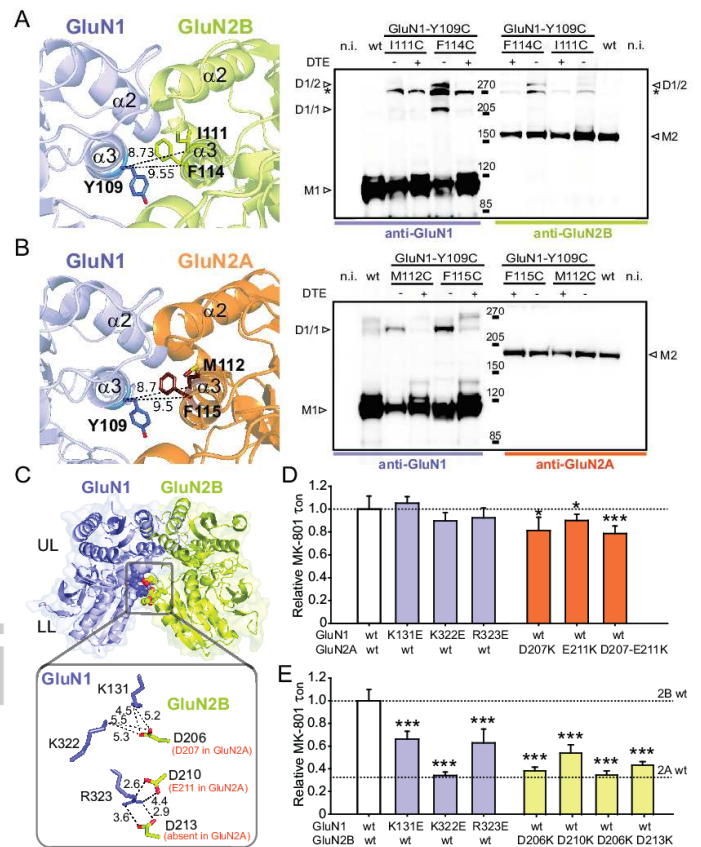 A
GluN1
GluN2B
α2
α2
I111
α3
8.73
α3
9.55
F114
Y109
GluN1-Y109C
GluN1-Y109C
n.i.
wt
I111C
F114C
F114C
I111C
wt
n.i.
DTE
-
+
-
+
+
-
+
-
D1/2
270
D1/2
*
*
D1/1
205
150
M2
120
M1
85
anti-GluN1
anti-GluN2B
B
GluN1
GluN2A
α2
α2
M112
α3
8.7
α3
9.5
F115
Y109
GluN1-Y109C
GluN1-Y109C
n.i.
wt
M112C
F115C
F115C
M112C
wt
n.i.
DTE
-
+
-
+
+
-
+
-
270
D1/1
205
M2
150
120
M1
85
anti-GluN1
anti-GluN2A
C
GluN1
GluN2B
UL
LL
GluN1
K131
GluN2B
4.5
5.5
5.2
K322
5.3
D206
(D207 in GluN2A)
D210
2.6
(E211 in GluN2A)
R323
4.4
3.6
2.9
D213
(absent in GluN2A)
D
Relative MK-801 τon
1.2
1.0
0.8
0.6
0.4
0.2
0
*
*
***
GluN1 wt K131E K322E R323E wt wt wt
GluN2A wt wt wt wt D207K E211K D207-E211K
E
Relative MK-801 τon
1.2
1.0
0.8
0.6
0.4
0.2
0
2B wt
***
***
***
***
***
***
***
2A wt
GluN1 wt K131E K322E R323E wt wt wt wt
GluN2B wt wt wt wt D206K D210K D206K D213K